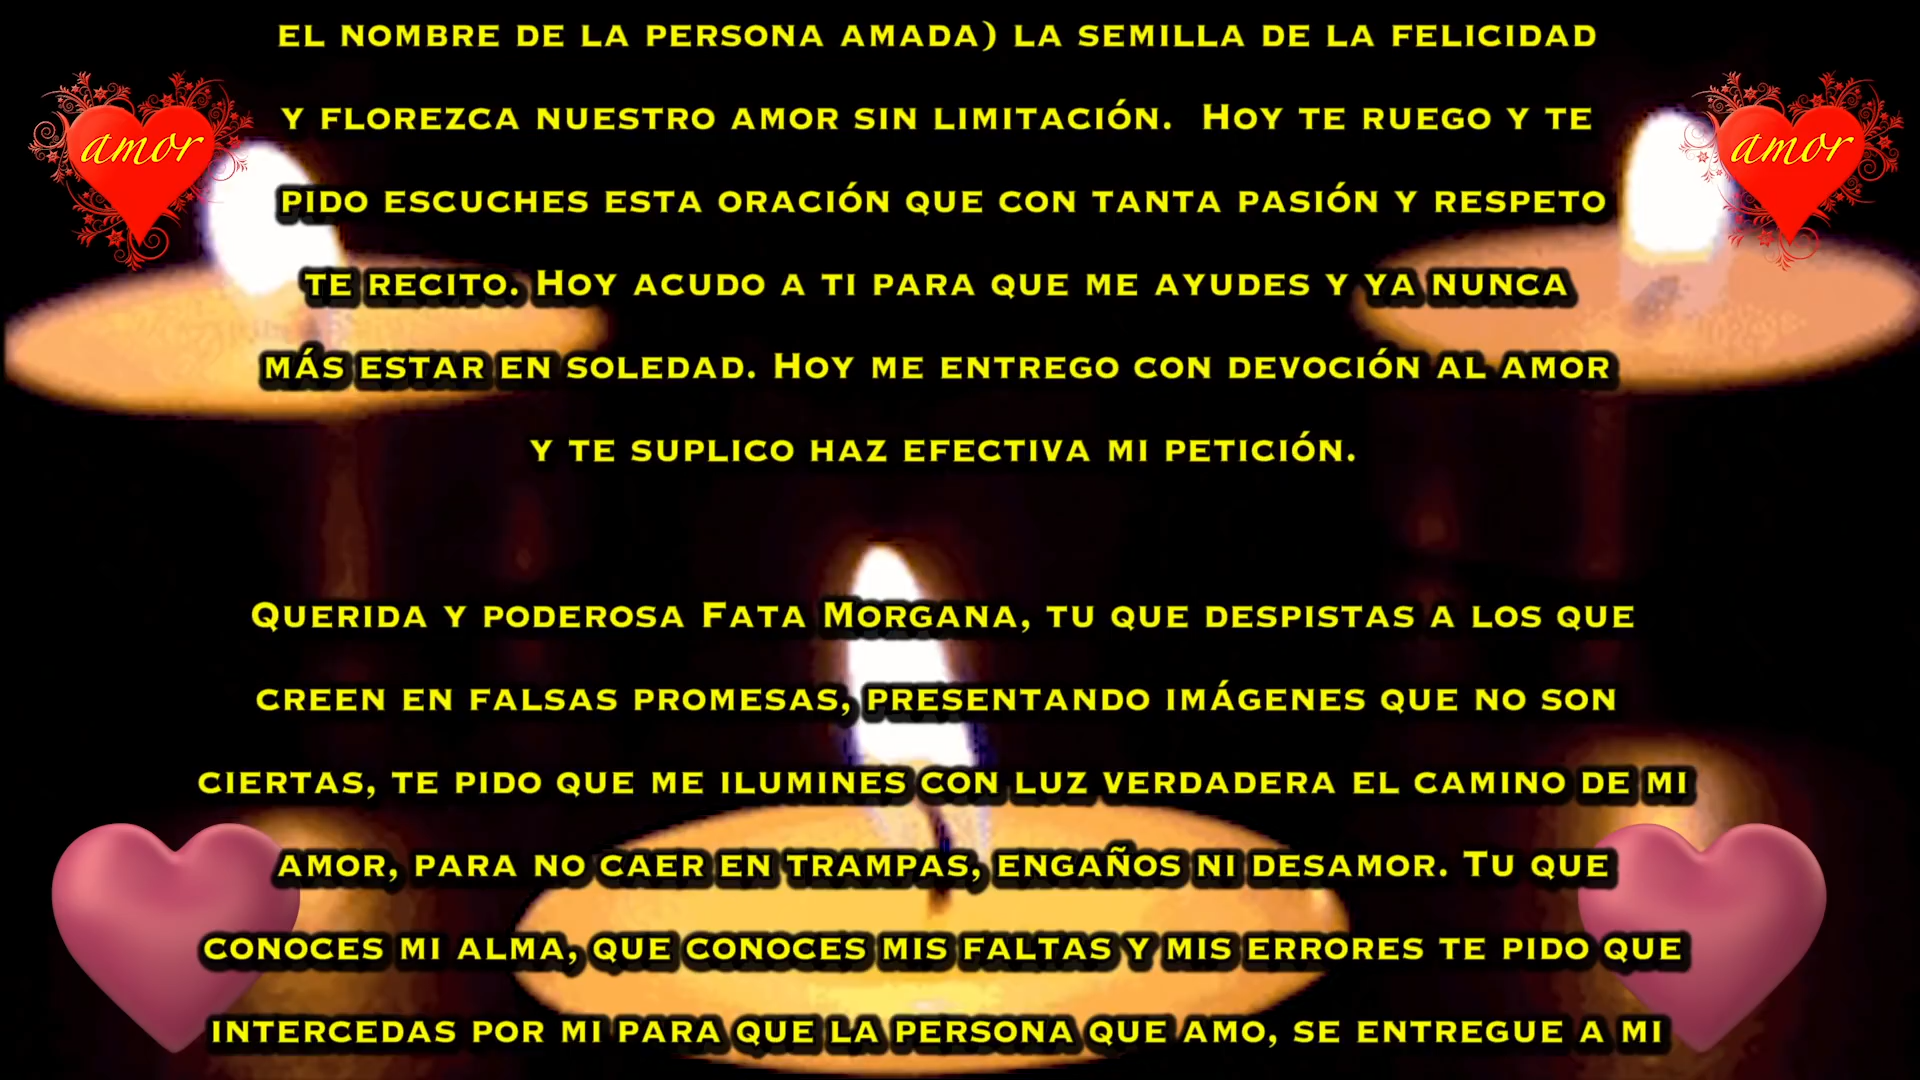 EL NOMBRE DE LA PERSONA AMADA) LA SEMILLA DE LA FELICIDAD
Y FLOREZCA NUESTRO AMOR SIN LIMITACIÓN. HOY TE RUEGO Y TE
PIDO ESCUCHES ESTA ORACIÓN QUE CON TANTA PASIÓN Y RESPETO
TE RECITO. HOY ACUDO A TI PARA QUE ME AYUDES Y YA NUNCA
MÁS ESTAR EN SOLEDAD. HOY ME ENTREGO CON DEVOCIÓN AL AMOR
Y TE SUPLICO HAZ EFECTIVA MI PETICIÓN.
QUERIDA Y PODEROSA FATA MORGANA, TU QUE DESPISTAS A LOS QUE
CREEN EN FALSAS PROMESAS, PRESENTANDO IMÁGENES QUE NO SON
CIERTAS, TE PIDO QUE ME ILUMINES CON LUZ VERDADERA EL CAMINO DE MI
AMOR, PARA NO CAER EN TRAMPAS, ENGAÑOS NI DESAMOR. TU QUE
CONOCES MI ALMA, QUE CONOCES MIS FALTAS Y MIS ERRORES TE PIDO QUE
INTERCEDAS POR MI PARA QUE LA PERSONA QUE AMO, SE ENTREGUE A MI
amor
amor